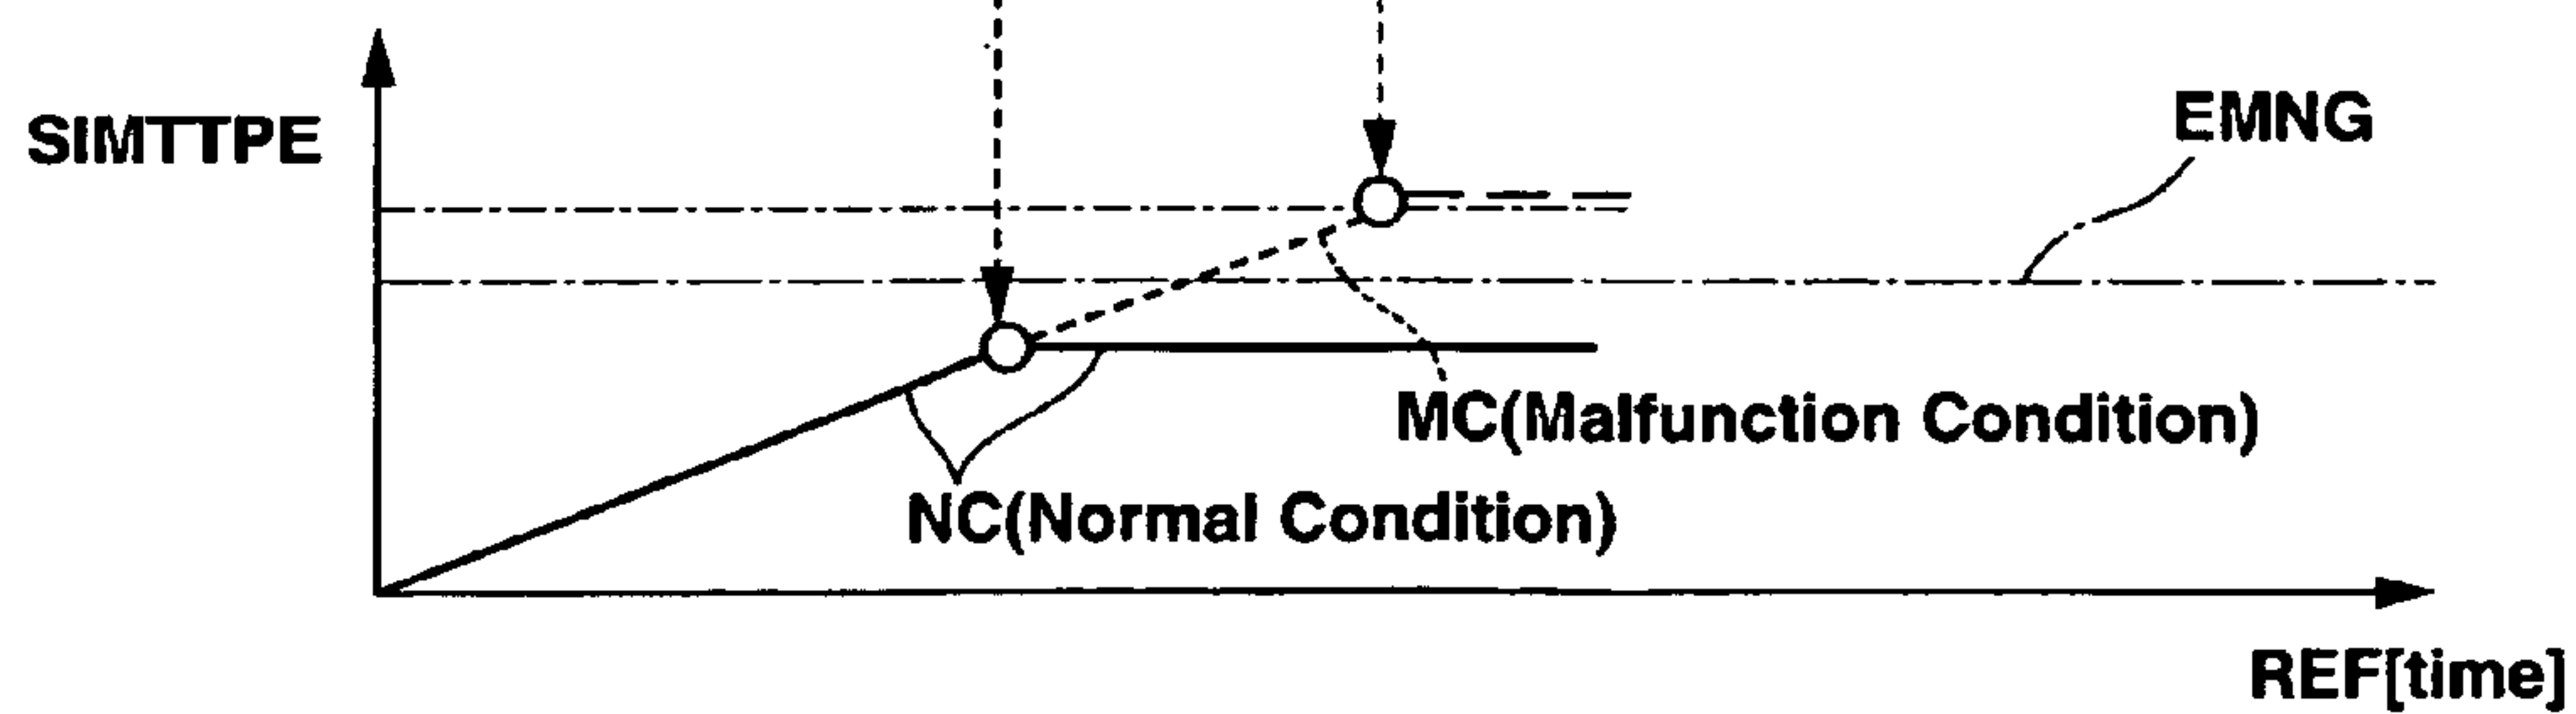 EMNG
SIMTTPE
MC(Malfunction Condition)
NC(Normal Condition)
REF[time]